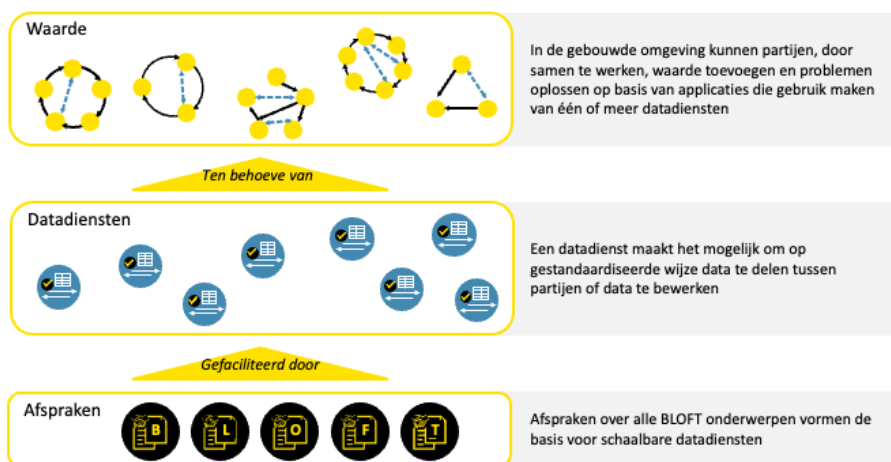 Waarde
In de gebouwde omgeving kunnen partijen, door
samen te werken, waarde toevoegen en problemen
oplossen op basis van applicaties die gebruik maken
van één of meer datadiensten
Ten behoeve van
Datadiensten
Een datadienst maakt het mogelijk om op
gestandaardiseerde wijze data te delen tussen
partijen of data te bewerken
Gefaciliteerd door
Afspraken
B L O F T
Afspraken over alle BLOFT onderwerpen vormen de
basis voor schaalbare datadiensten